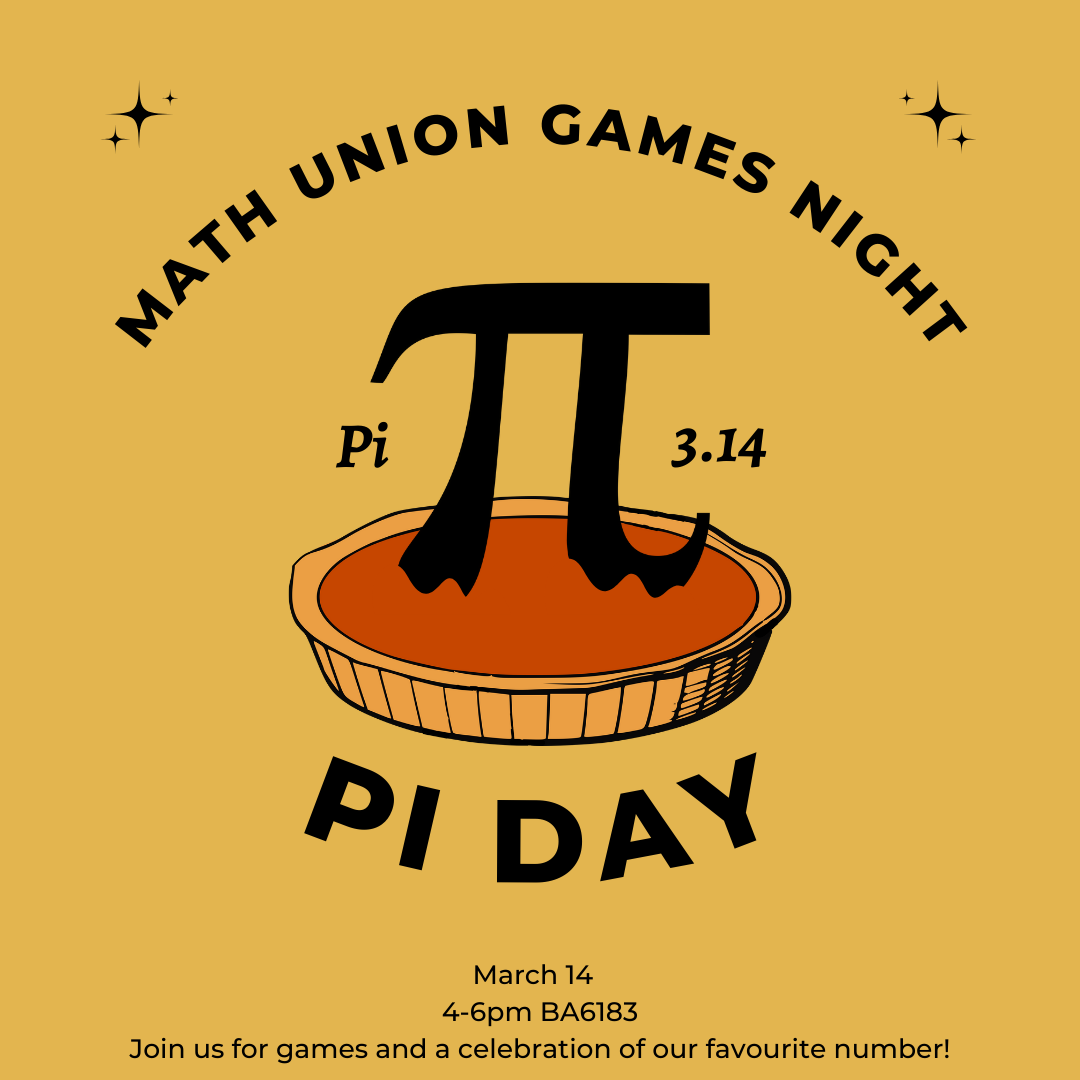 MATH UNION GAMES NIGHT
π
Pi
3.14
PI DAY
March 14
4-6pm BA6183
Join us for games and a celebration of our favourite number!